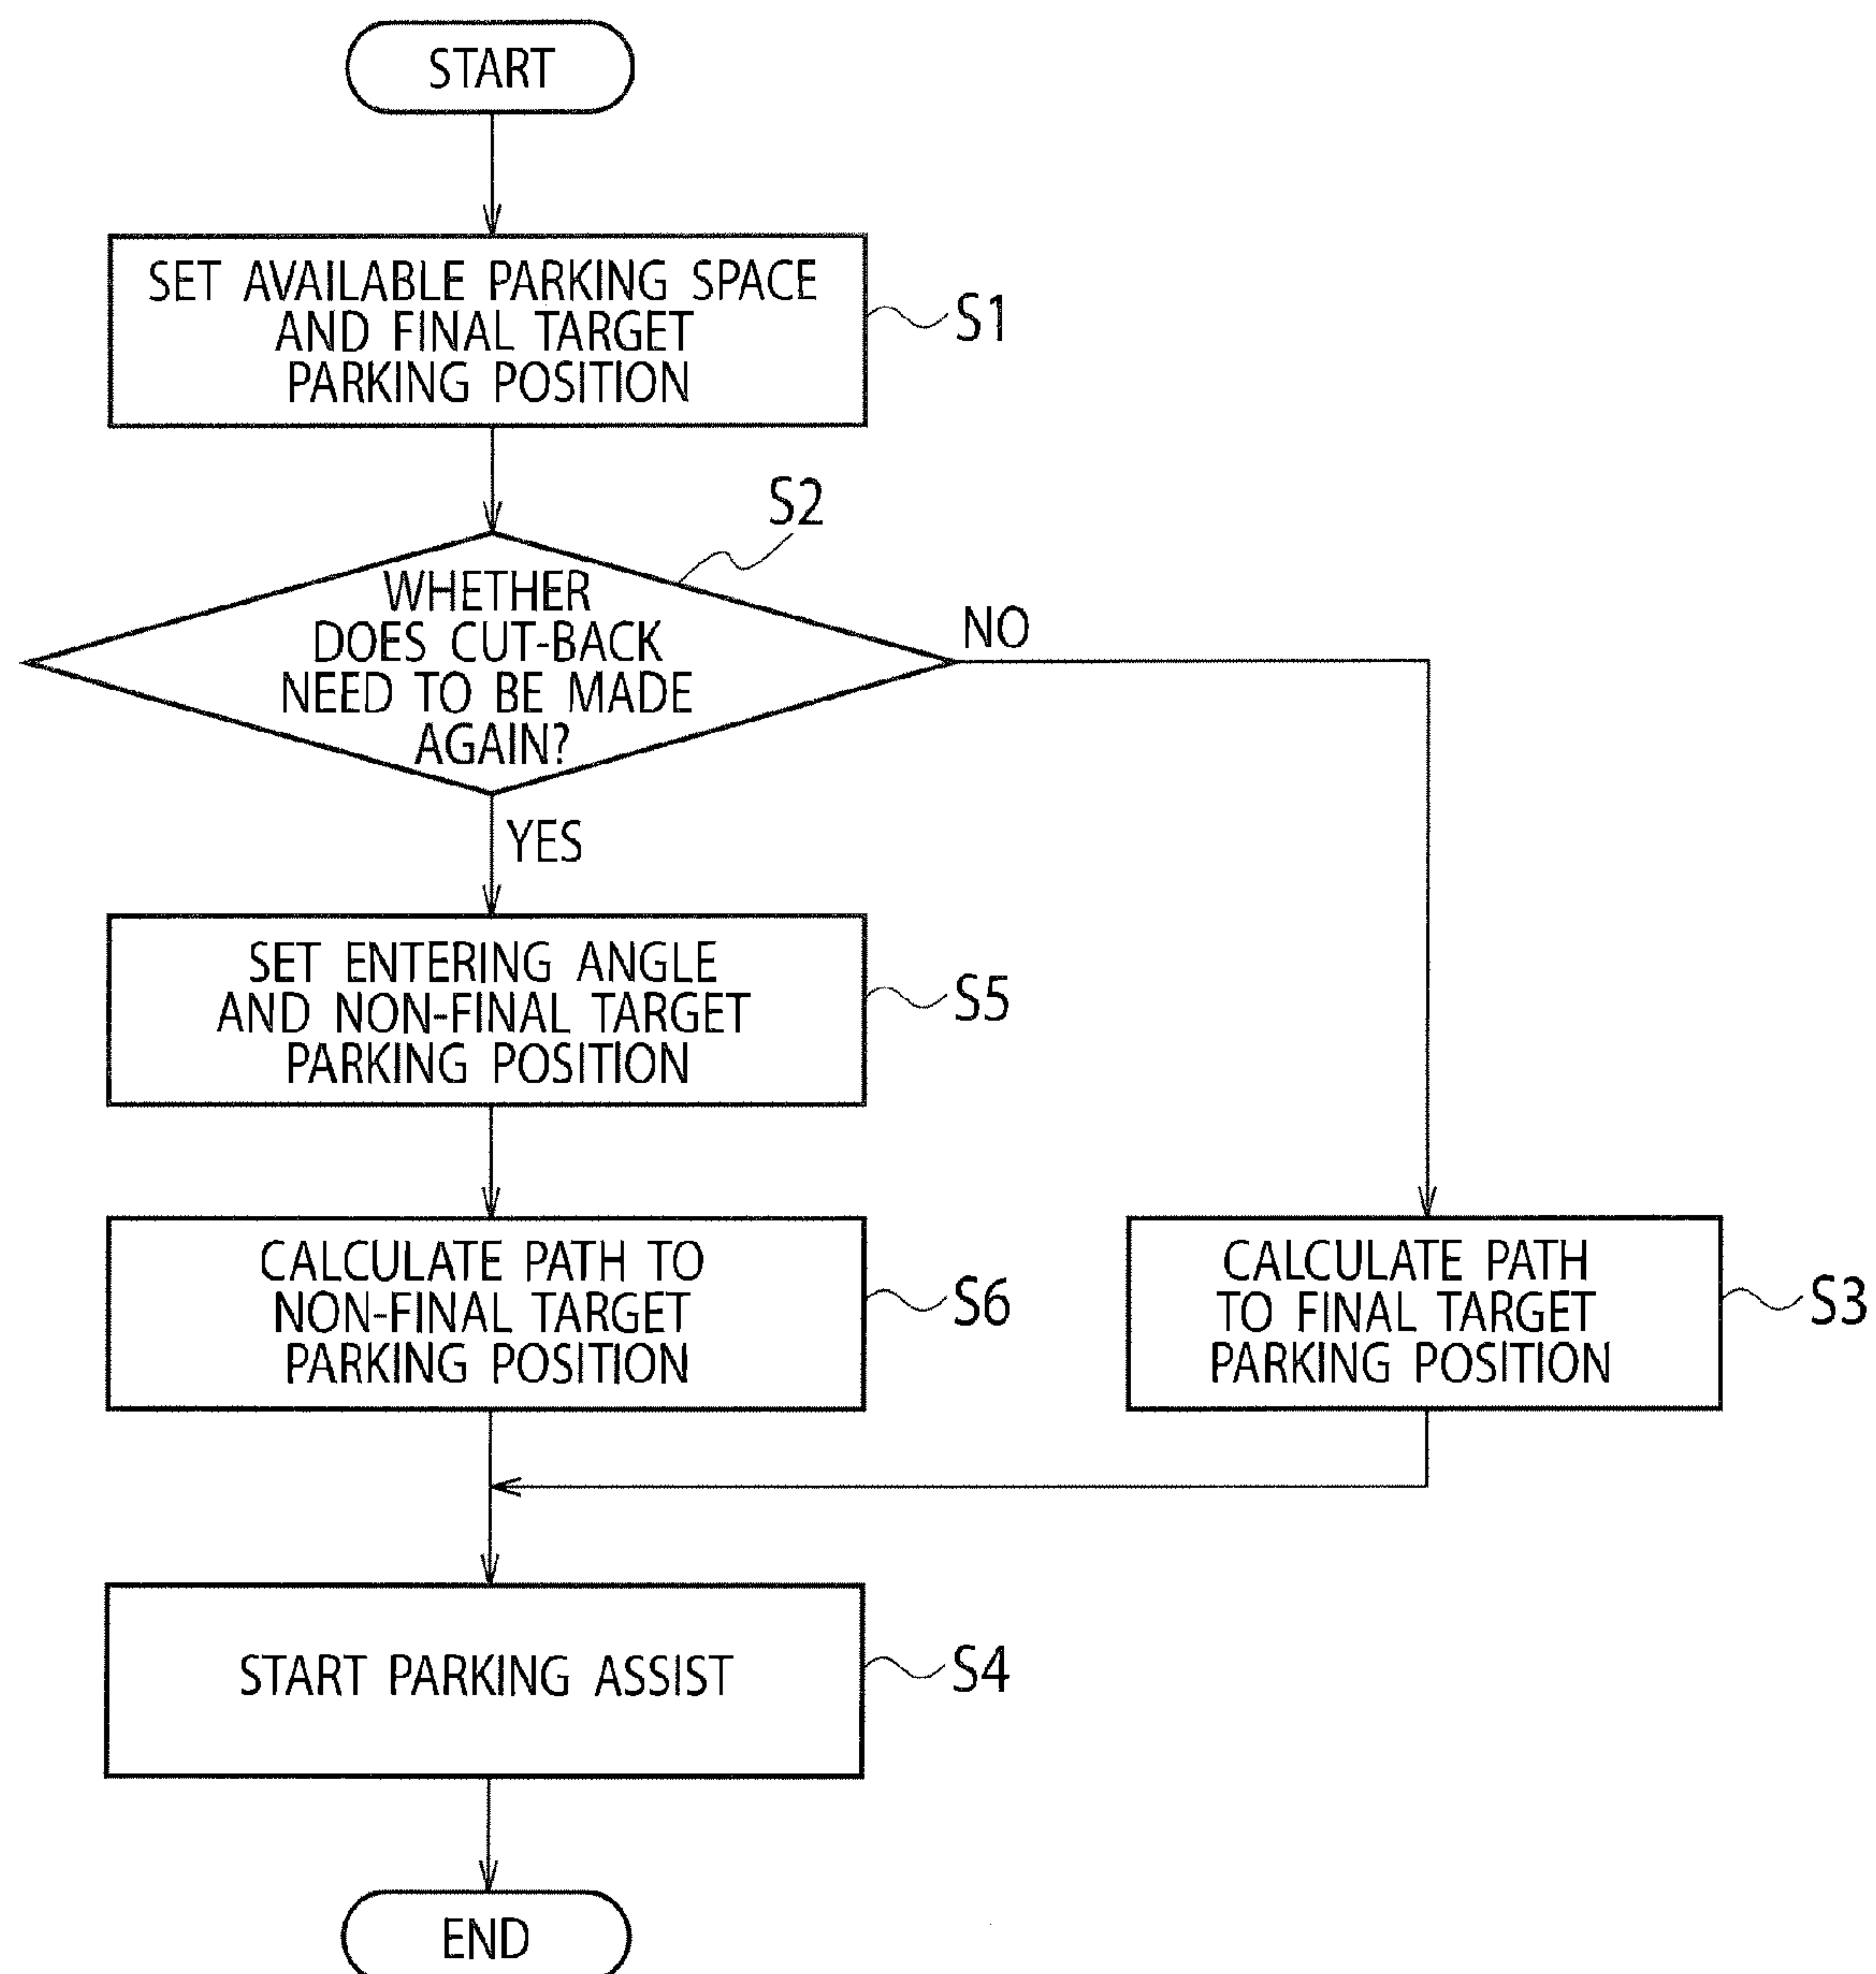 START
SET AVAILABLE PARKING SPACE
AND FINAL TARGET
PARKING POSITION
S1
S2
WHETHER
DOES CUT-BACK
NEED TO BE MADE
AGAIN?
NO
YES
SET ENTERING ANGLE
AND NON-FINAL TARGET
PARKING POSITION
S5
CALCULATE PATH TO
NON-FINAL TARGET
PARKING POSITION
S6
CALCULATE PATH
TO FINAL TARGET
PARKING POSITION
S3
START PARKING ASSIST
S4
END